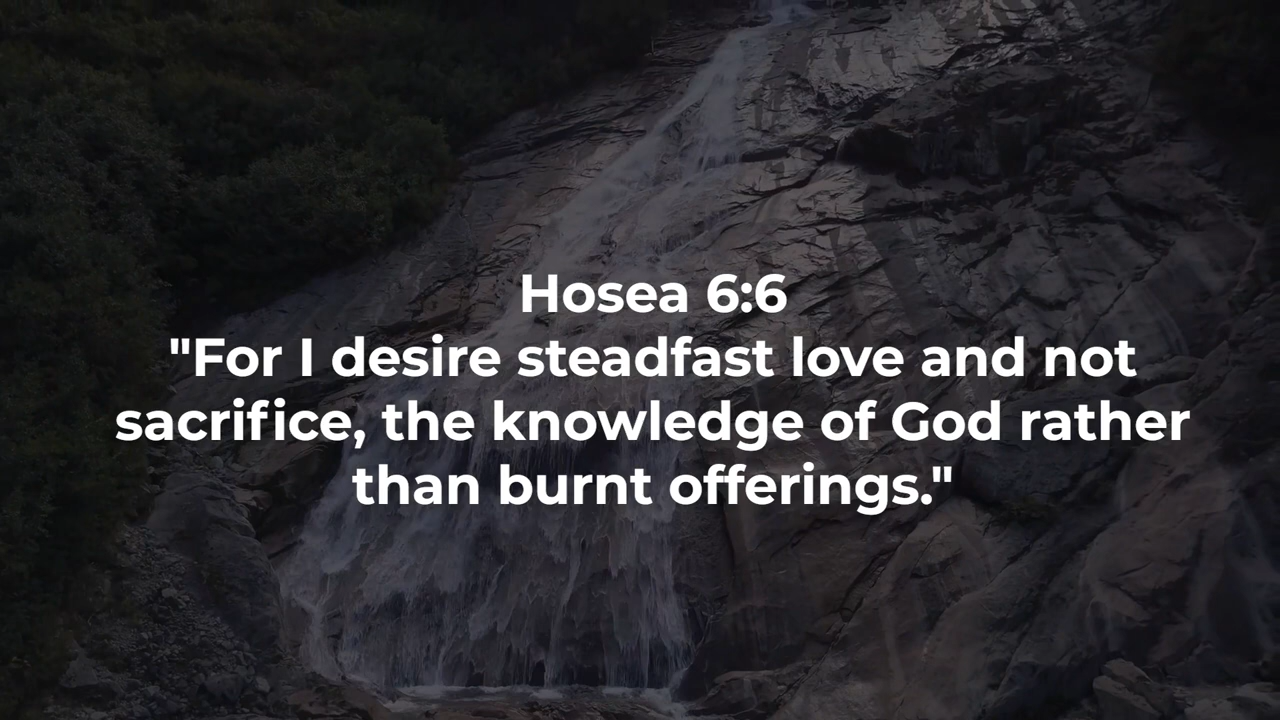 Hosea 6:6
"For I desire steadfast love and not
sacrifice, the knowledge of God rather
than burnt offerings."